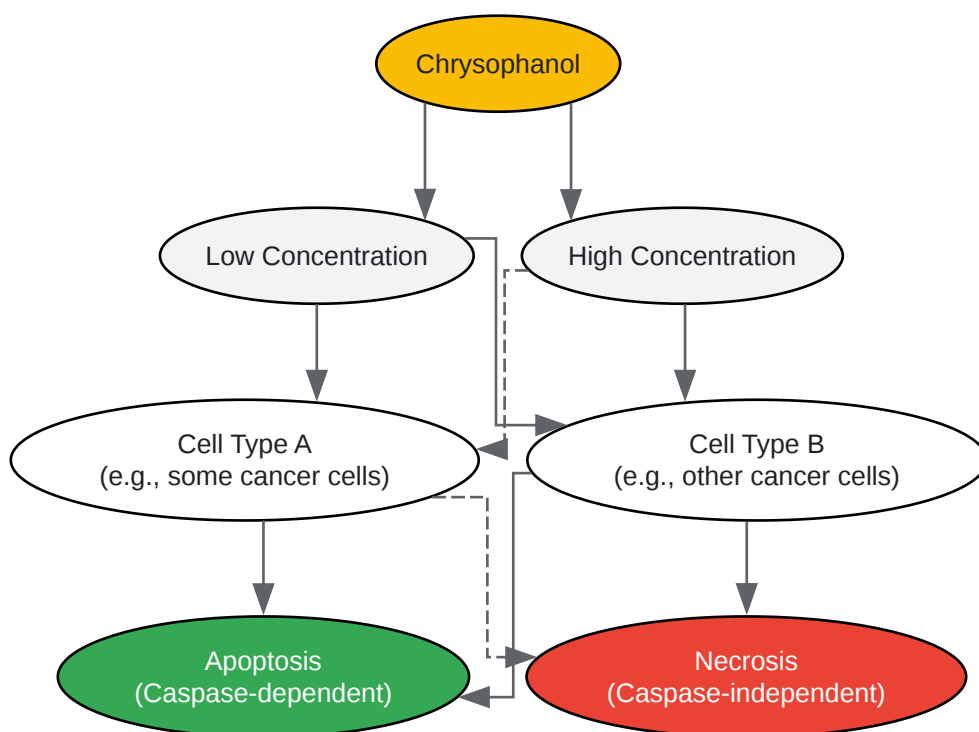 Chrysophanol
Low Concentration
High Concentration
Cell Type A
(e.g., some cancer cells)
Cell Type B
(e.g., other cancer cells)
Apoptosis
(Caspase-dependent)
Necrosis
(Caspase-independent)